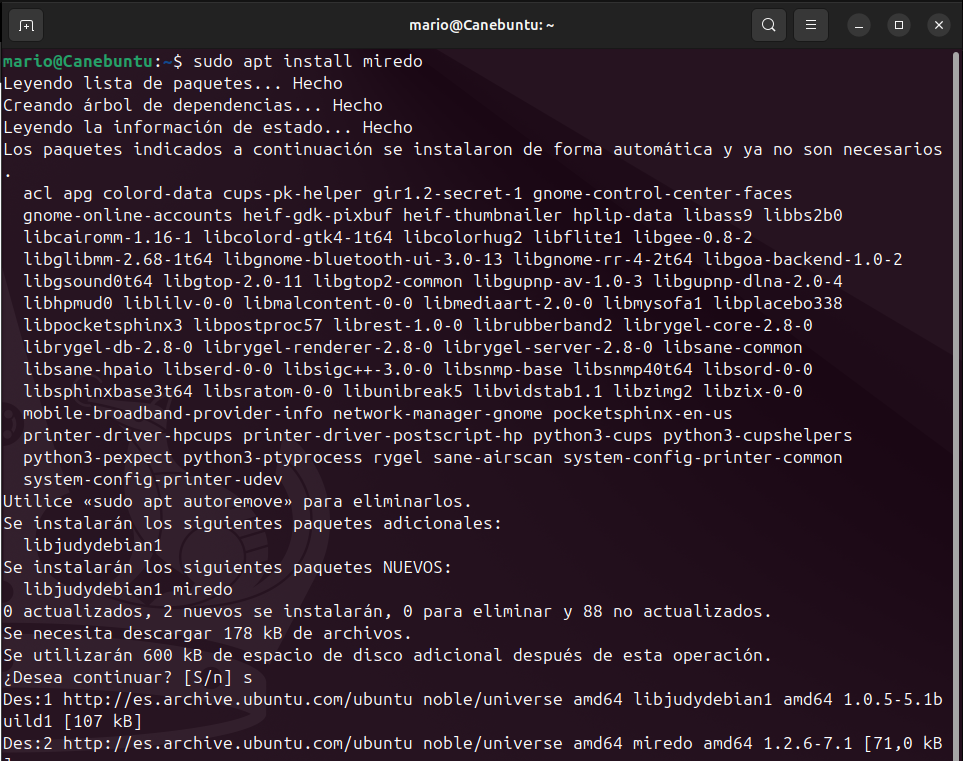 mario@Canebuntu: ~
mario@Canebuntu:~$ sudo apt install miredo
Leyendo lista de paquetes... Hecho
Creando árbol de dependencias... Hecho
Leyendo la información de estado... Hecho
Los paquetes indicados a continuación se instalaron de forma automática y ya no son necesarios
.
  acl apg colord-data cups-pk-helper gir1.2-secret-1 gnome-control-center-faces
  gnome-online-accounts heif-gdk-pixbuf heif-thumbnailer hplip-data libass9 libbs2b0
  libcairomm-1.16-1 libcolord-gtk4-1t64 libcolorhug2 libflite1 libgee-0.8-2
  libglibmm-2.68-1t64 libgnome-bluetooth-ui-3.0-13 libgnome-rr-4-2t64 libgoa-backend-1.0-2
  libgsound0t64 libgtop-2.0-11 libgtop2-common libgupnp-av-1.0-3 libgupnp-dlna-2.0-4
  libhpmud0 liblilv-0-0 libmalcontent-0-0 libmediaart-2.0-0 libmysofa1 libplacebo338
  libpocketsphinx3 libpostproc57 librest-1.0-0 librubberband2 librygel-core-2.8-0
  librygel-db-2.8-0 librygel-renderer-2.8-0 librygel-server-2.8-0 libsane-common
  libsane-hpaio libserd-0-0 libsigc++-3.0-0 libsnmp-base libsnmp40t64 libsord-0-0
  libsphinxbase3t64 libsratom-0-0 libunibreak5 libvidstab1.1 libzimg2 libzix-0-0
  mobile-broadband-provider-info network-manager-gnome pocketsphinx-en-us
  printer-driver-hpcups printer-driver-postscript-hp python3-cups python3-cupshelpers
  python3-pexpect python3-ptyprocess rygel sane-airscan system-config-printer-common
  system-config-printer-udev
Utilice «sudo apt autoremove» para eliminarlos.
Se instalarán los siguientes paquetes adicionales:
  libjudydebian1
Se instalarán los siguientes paquetes NUEVOS:
  libjudydebian1 miredo
0 actualizados, 2 nuevos se instalarán, 0 para eliminar y 88 no actualizados.
Se necesita descargar 178 kB de archivos.
Se utilizarán 600 kB de espacio de disco adicional después de esta operación.
¿Desea continuar? [S/n] s
Des:1 http://es.archive.ubuntu.com/ubuntu noble/universe amd64 libjudydebian1 amd64 1.0.5-5.1b
uild1 [107 kB]
Des:2 http://es.archive.ubuntu.com/ubuntu noble/universe amd64 miredo amd64 1.2.6-7.1 [71,0 kB
]